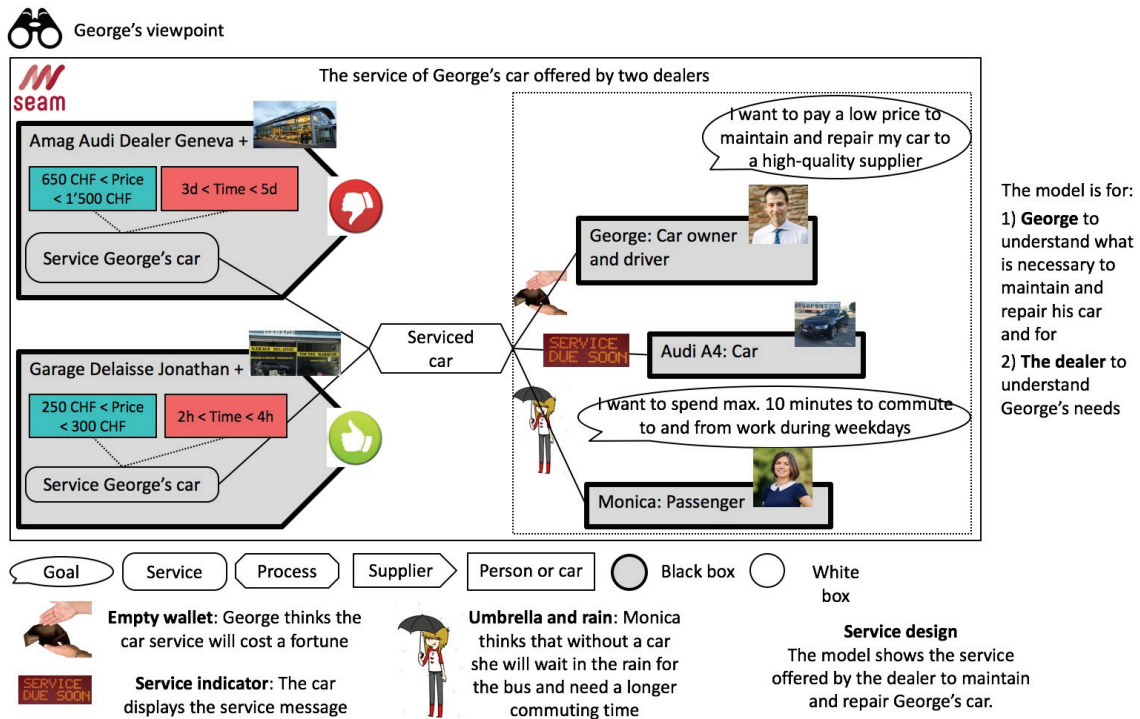 George's viewpoint
The service of George's car offered by two dealers
seam
Amag Audi Dealer Geneva +
650 CHF < Price
< 1'500 CHF
3d < Time < 5d
Service George's car
Garage Delaisse Jonathan +
GARAGE
GARAGE DELAISSE
250 CHF < Price
< 300 CHF
2h < Time < 4h
Service George's car
Serviced
car
I want to pay a low price to
maintain and repair my car to
a high-quality supplier
George: Car owner
and driver
SERVICE
DUE SOON
Audi A4: Car
I want to spend max. 10 minutes to commute
to and from work during weekdays
Monica: Passenger
The model is for:
1) George to
understand what
is necessary to
maintain and
repair his car
and for
2) The dealer to
understand
George's needs
Goal
Service
Process
Supplier
Person or car
Black box
White
box
Empty wallet: George thinks the
car service will cost a fortune
SERVICE
DUE SOON
Service indicator: The car
displays the service message
Umbrella and rain: Monica
thinks that without a car
she will wait in the rain for
the bus and need a longer
commuting time
Service design
The model shows the service
offered by the dealer to maintain
and repair George's car.